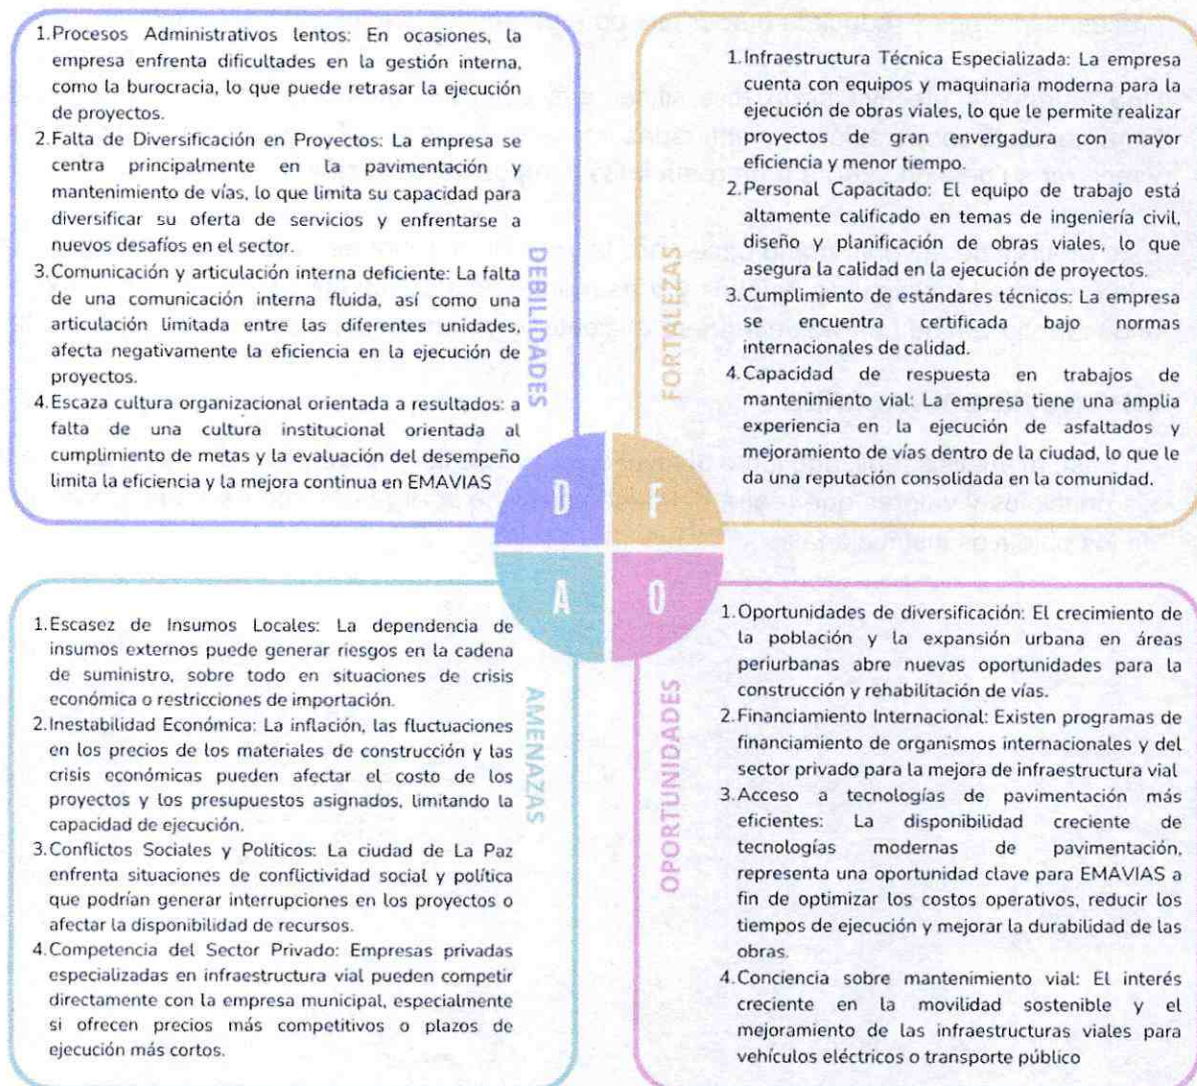 1.Procesos Administrativos lentos: En ocasiones, la
empresa enfrenta dificultades en la gestión interna,
como la burocracia, lo que puede retrasar la ejecución
de proyectos.
2.Falta de Diversificación en Proyectos: La empresa se
centra principalmente en la pavimentación y
mantenimiento de vías, lo que limita su capacidad para
diversificar su oferta de servicios y enfrentarse a
nuevos desafíos en el sector.
3.Comunicación y articulación interna deficiente: La falta
de una comunicación interna fluida, así como una
articulación limitada entre las diferentes unidades,
afecta negativamente la eficiencia en la ejecución de
proyectos.
4.Escaza cultura organizacional orientada a resultados: a
falta de una cultura institucional orientada al
cumplimiento de metas y la evaluación del desempeño
limita la eficiencia y la mejora continua en EMAVIAS
DEBILIDADES
FORTALEZAS
1.Infraestructura Técnica Especializada: La empresa
cuenta con equipos y maquinaria moderna para la
ejecución de obras viales, lo que le permite realizar
proyectos de gran envergadura con mayor
eficiencia y menor tiempo.
2.Personal Capacitado: El equipo de trabajo está
altamente calificado en temas de ingeniería civil,
diseño y planificación de obras viales, lo que
asegura la calidad en la ejecución de proyectos.
3.Cumplimiento de estándares técnicos: La empresa
se encuentra certificada bajo normas
internacionales de calidad.
4.Capacidad de respuesta en trabajos de
mantenimiento vial: La empresa tiene una amplia
experiencia en la ejecución de asfaltados y
mejoramiento de vías dentro de la ciudad, lo que le
da una reputación consolidada en la comunidad.
D F
A O
1.Escasez de Insumos Locales: La dependencia de
insumos externos puede generar riesgos en la cadena
de suministro, sobre todo en situaciones de crisis
económica o restricciones de importación.
2.Inestabilidad Económica: La inflación, las fluctuaciones
en los precios de los materiales de construcción y las
crisis económicas pueden afectar el costo de los
proyectos y los presupuestos asignados, limitando la
capacidad de ejecución.
3.Conflictos Sociales y Políticos: La ciudad de La Paz
enfrenta situaciones de conflictividad social y política
que podrían generar interrupciones en los proyectos o
afectar la disponibilidad de recursos.
4.Competencia del Sector Privado: Empresas privadas
especializadas en infraestructura vial pueden competir
directamente con la empresa municipal, especialmente
si ofrecen precios más competitivos o plazos de
ejecución más cortos.
AMENAZAS
OPORTUNIDADES
1.Oportunidades de diversificación: El crecimiento de
la población y la expansión urbana en áreas
periurbanas abre nuevas oportunidades para la
construcción y rehabilitación de vías.
2.Financiamiento Internacional: Existen programas de
financiamiento de organismos internacionales y del
sector privado para la mejora de infraestructura vial
3.Acceso a tecnologías de pavimentación más
eficientes: La disponibilidad creciente de
tecnologías modernas de pavimentación,
representa una oportunidad clave para EMAVIAS a
fin de optimizar los costos operativos, reducir los
tiempos de ejecución y mejorar la durabilidad de las
obras.
4.Conciencia sobre mantenimiento vial: El interés
creciente en la movilidad sostenible y el
mejoramiento de las infraestructuras viales para
vehículos eléctricos o transporte público